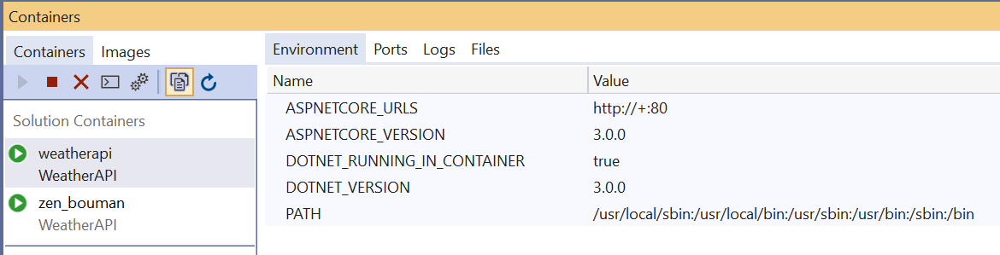 Containers
Containers Images
Solution Containers
weatherapi
WeatherAPI
zen_bouman
WeatherAPI
Environment Ports Logs Files
Name Value
ASPNETCORE_URLS http://+:80
ASPNETCORE_VERSION 3.0.0
DOTNET_RUNNING_IN_CONTAINER true
DOTNET_VERSION 3.0.0
PATH /usr/local/sbin:/usr/local/bin:/usr/sbin:/usr/bin:/sbin:/bin